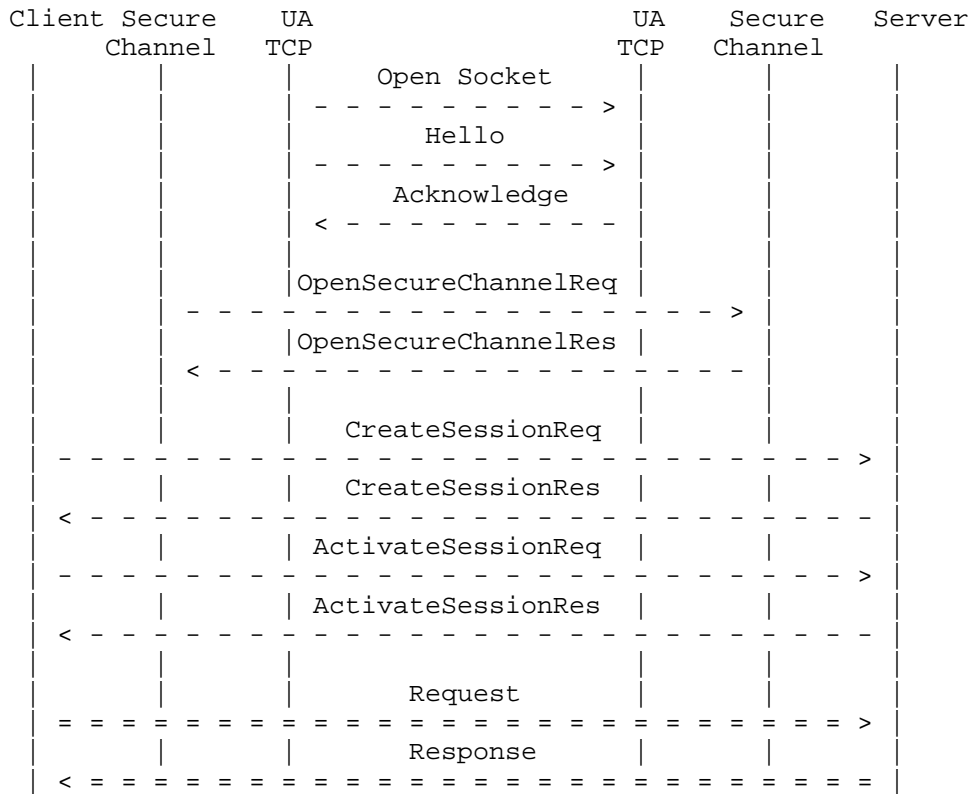 Client Secure UA UA Secure Server
Channel TCP TCP Channel
Open Socket
Hello
Acknowledge
OpenSecureChannelReq
OpenSecureChannelRes
CreateSessionReq
CreateSessionRes
ActivateSessionReq
ActivateSessionRes
Request
Response